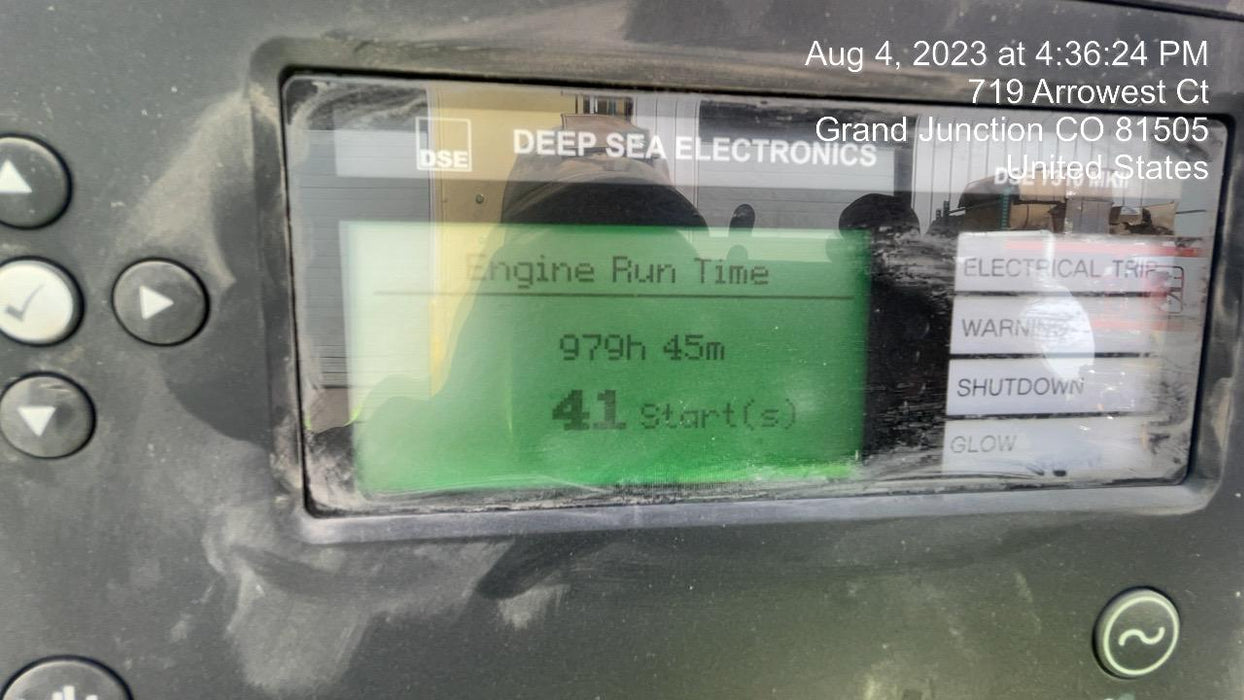 Aug 4, 2023 at 4:36:24 PM
719 Arrowest Ct
Grand Junction CO 81505
United States
DSE
DEEP SEA ELECTRONICS
Engine Run Time
979h 45m
41 Start(s)
ELECTRICAL TRIP
WARNING
SHUTDOWN
GLOW